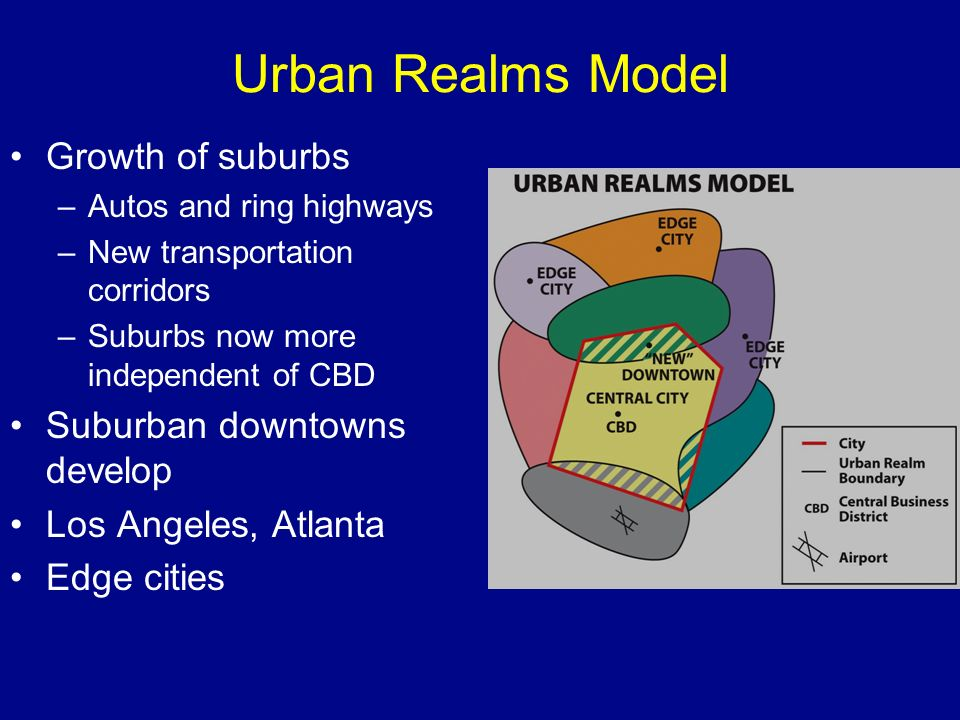 Urban Realms Model
• Growth of suburbs
– Autos and ring highways
– New transportation
corridors
– Suburbs now more
independent of CBD
• Suburban downtowns
develop
• Los Angeles, Atlanta
• Edge cities
URBAN REALMS MODEL
EDGE
CITY
EDGE
CITY
EDGE
CITY
"NEW"
DOWNTOWN
CENTRAL CITY
CBD
City
Urban Realm
Boundary
CBD Central Business
District
Airport